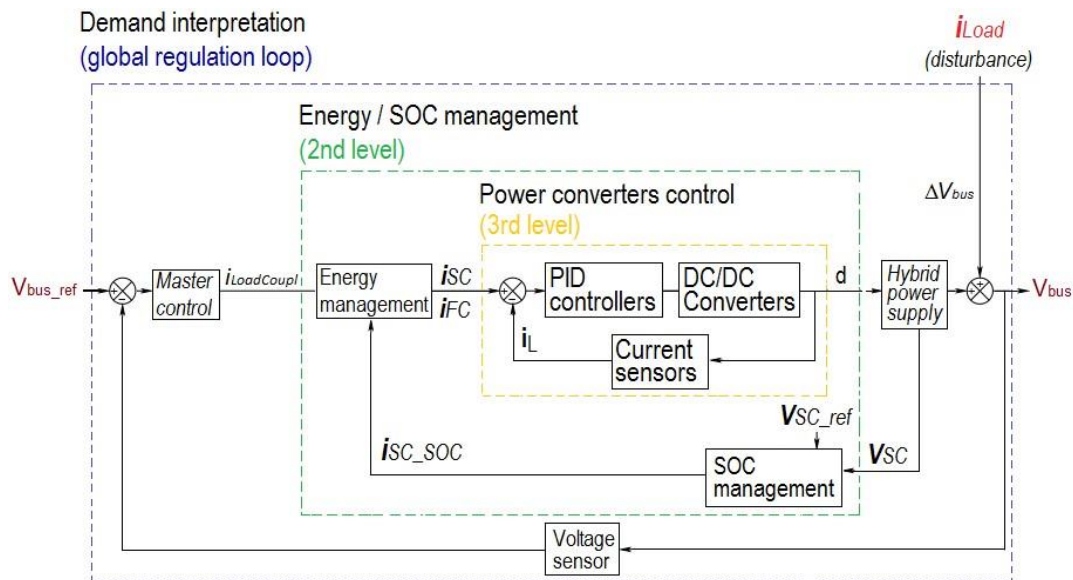 Demand interpretation
(global regulation loop)
iLoad
(disturbance)
Energy / SOC management
(2nd level)
Power converters control
(3rd level)
ΔVbus
Vbus_ref
Master
control
iLoadCoupl
Energy
management
iSC
iFC
PID
controllers
DC/DC
Converters
d
Hybrid
power
supply
Vbus
iL
Current
sensors
VSC_ref
iSC_SOC
SOC
management
VSC
Voltage
sensor